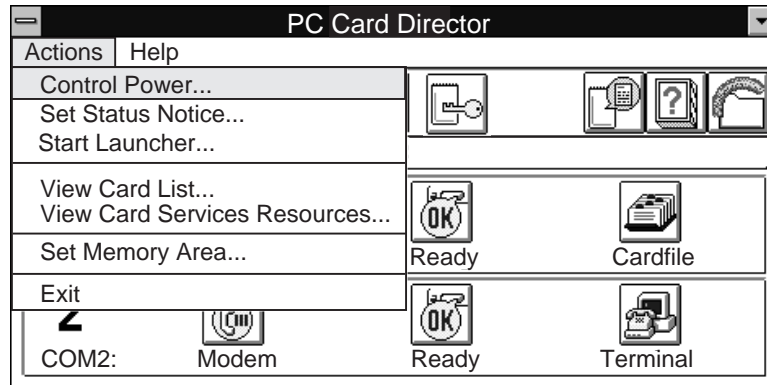 PC Card Director
Actions Help
Control Power...
Set Status Notice...
Start Launcher...
View Card List...
View Card Services Resources...
Set Memory Area...
Exit
?
OK
Ready Cardfile
2 OK
COM2: Modem Ready Terminal